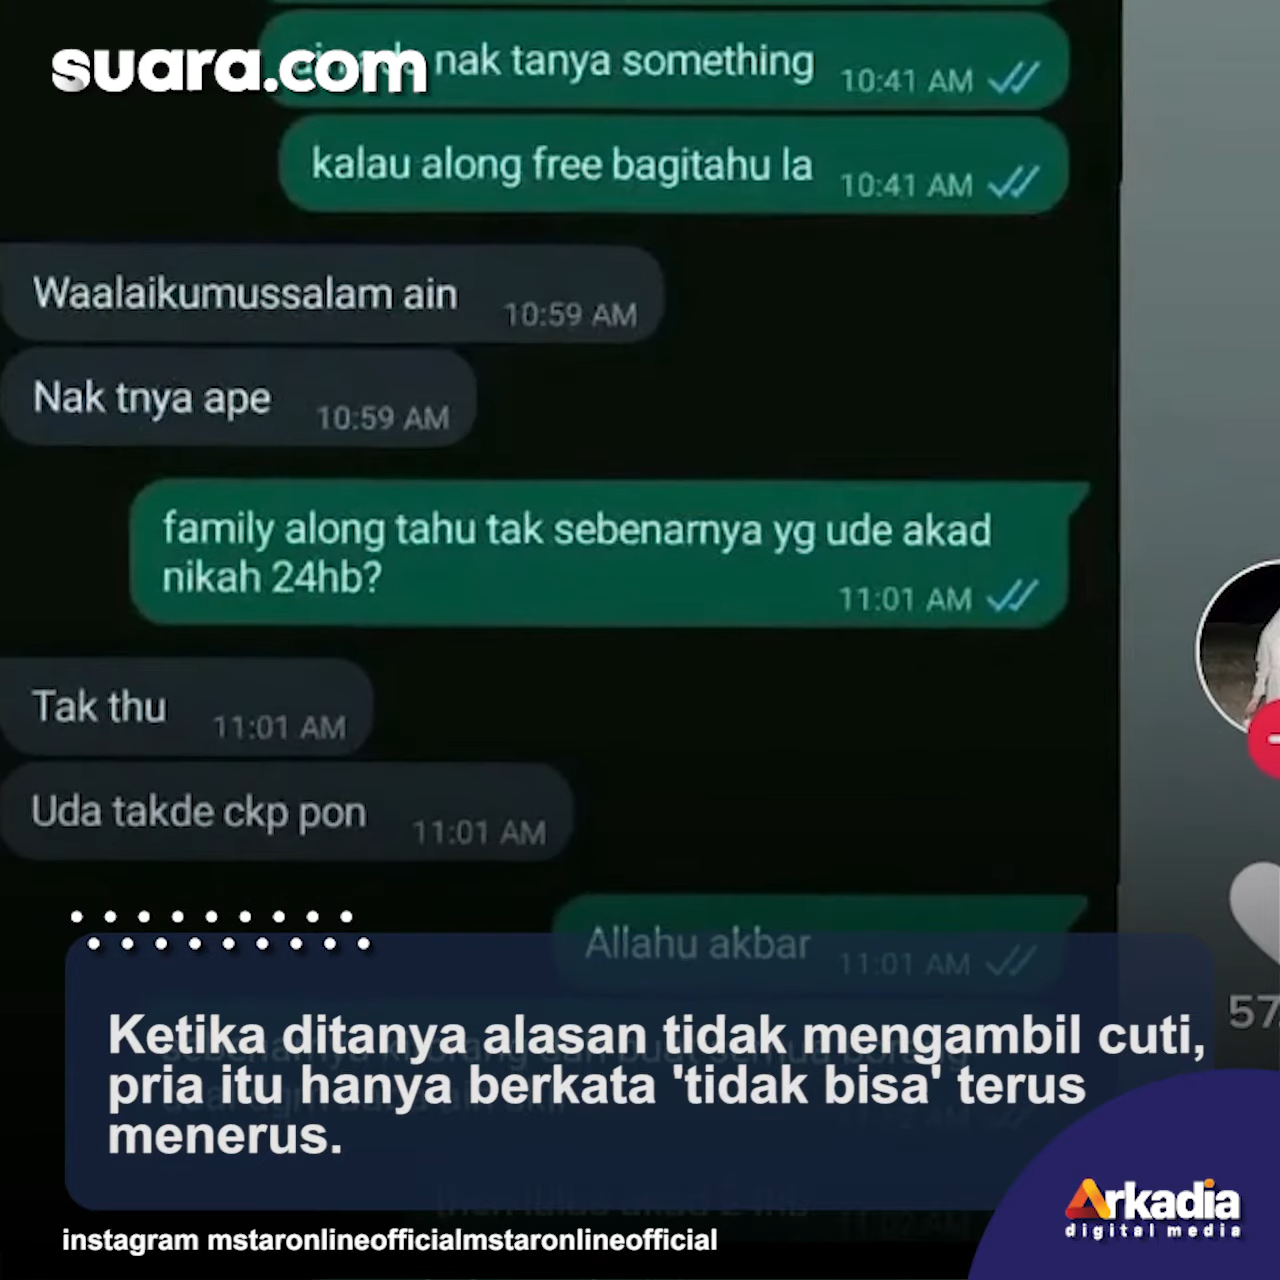 suara.com
nak tanya something 10:41 AM
kalau along free bagitahu la 10:41 AM
Waalaikumussalam ain 10:59 AM
Nak tnya ape 10:59 AM
family along tahu tak sebenarnya yg ude akad
nikah 24hb?
11:01 AM
Tak thu 11:01 AM
Uda takde ckp pon 11:01 AM
Allahu akbar 11:01 AM
Ketika ditanya alasan tidak mengambil cuti,
pria itu hanya berkata 'tidak bisa' terus
menerus.
57
Arkadia
digital media
instagram mstaronlineofficialmstaronlineofficial